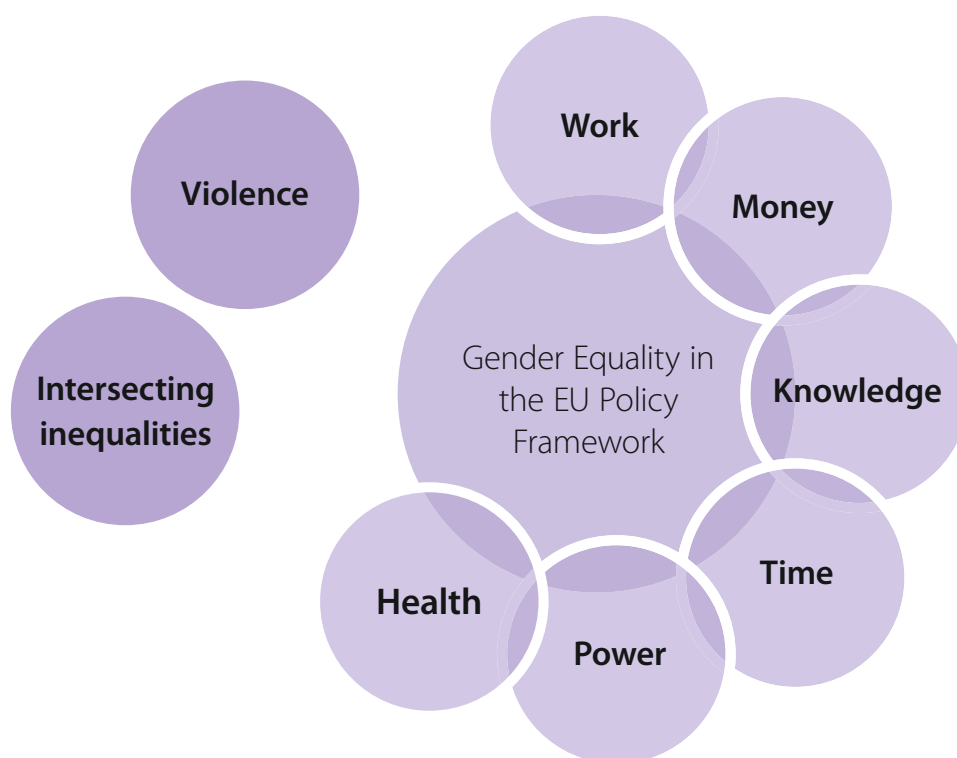 Work
Violence
Money
Gender Equality in
the EU Policy
Framework
Intersecting
inequalities
Knowledge
Time
Health
Power